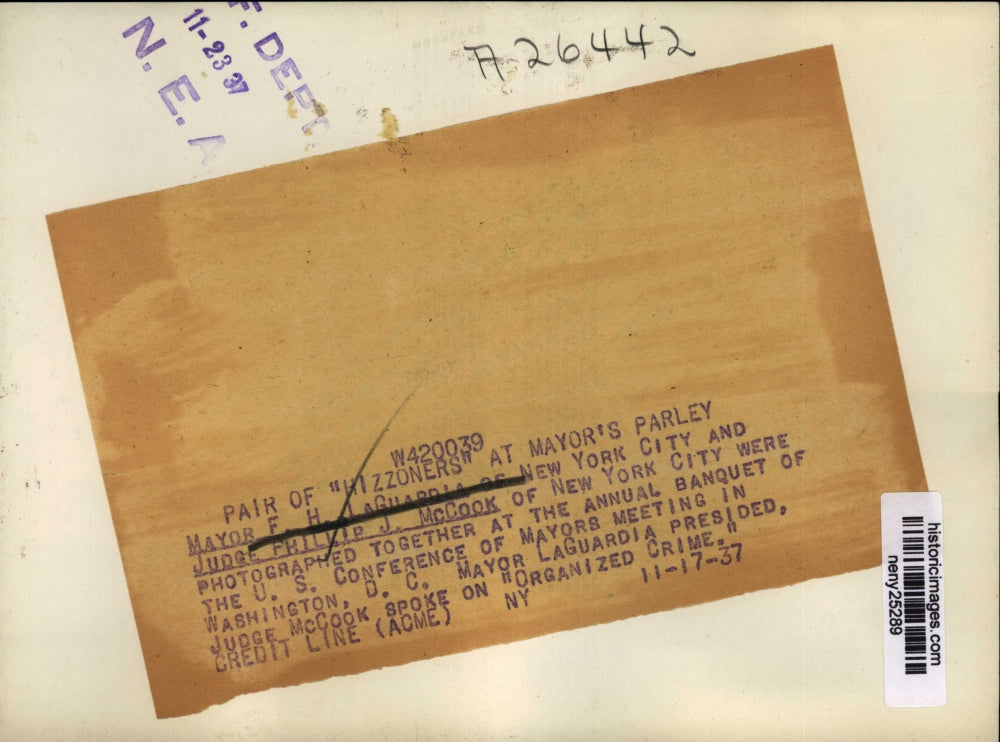 F. DEPT.
11-23 37
N. E. A
A26442
W420039
PAIR OF "HIZZONERS" AT MAYOR'S PARLEY
MAYOR F. H. LAGUARDIA OF NEW YORK CITY AND
JUDGE PHILLIP J. MCCOOK OF NEW YORK CITY WERE
PHOTOGRAPHED TOGETHER AT THE ANNUAL BANQUET OF
THE U. S. CONFERENCE OF MAYORS MEETING IN
WASHINGTON, D. C. MAYOR LAGUARDIA PRESIDED,
JUDGE MCCOOK SPOKE ON "ORGANIZED CRIME."
CREDIT LINE (ACME) NY 11-17-37
historicimages.com
neny25289